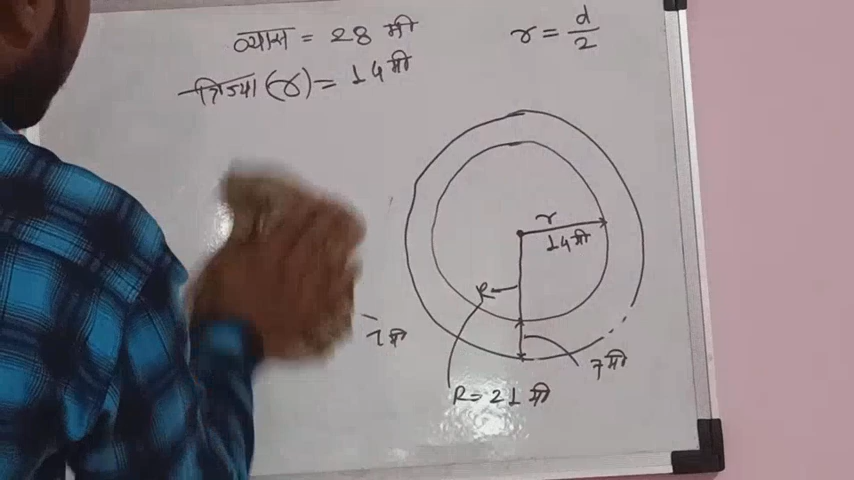 व्यास = 28 मी
r = d/2
त्रिज्या (r) = 14 मी
r
14 मी
R
7 मी
7 मी
R = 21 मी